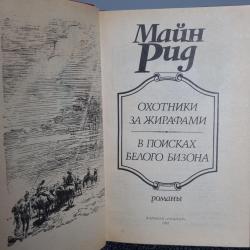 Майн
Рид
ОХОТНИКИ
ЗА ЖИРАФАМИ
В ПОИСКАХ
БЕЛОГО БИЗОНА
романы